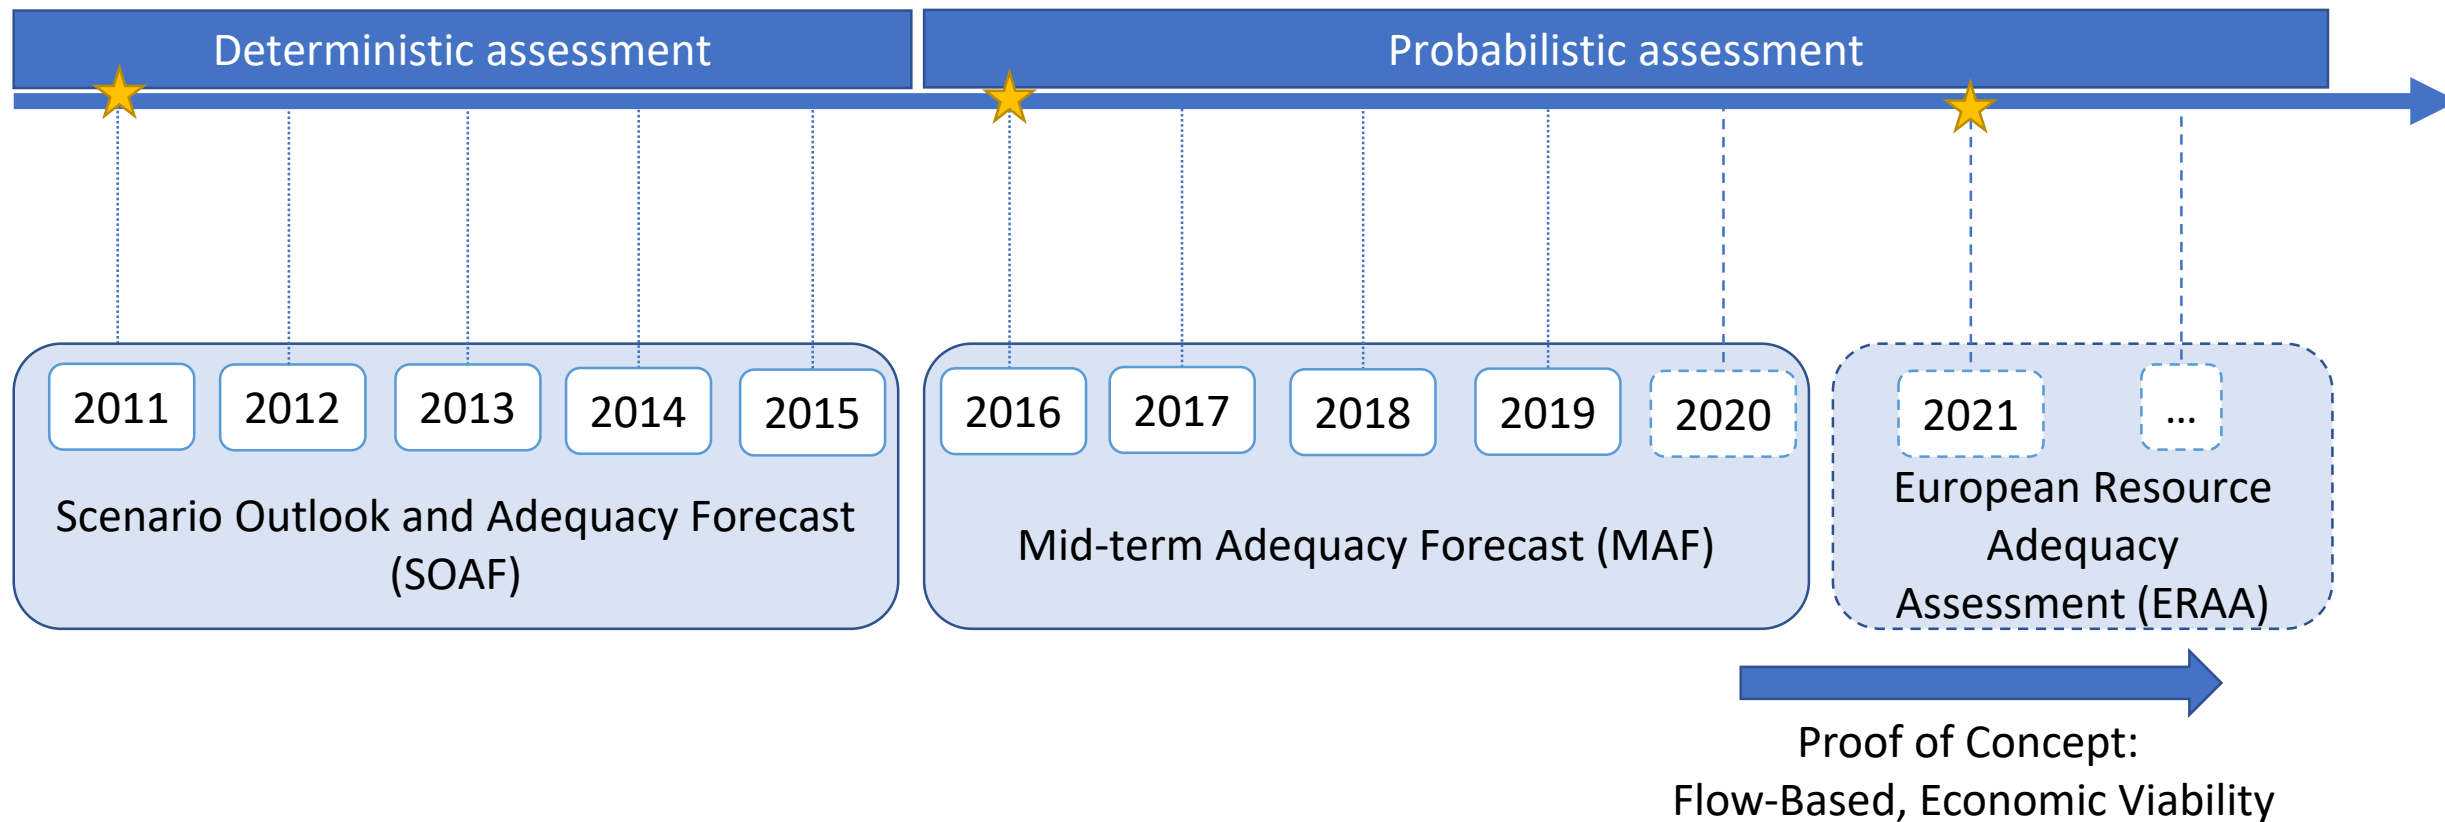 Deterministic assessment
Probabilistic assessment
2011
2012
2013
2014
2015
2016
2017
2018
2019
2020
2021
...
Scenario Outlook and Adequacy Forecast
(SOAF)
Mid-term Adequacy Forecast (MAF)
European Resource
Adequacy
Assessment (ERAA)
Proof of Concept:
Flow-Based, Economic Viability